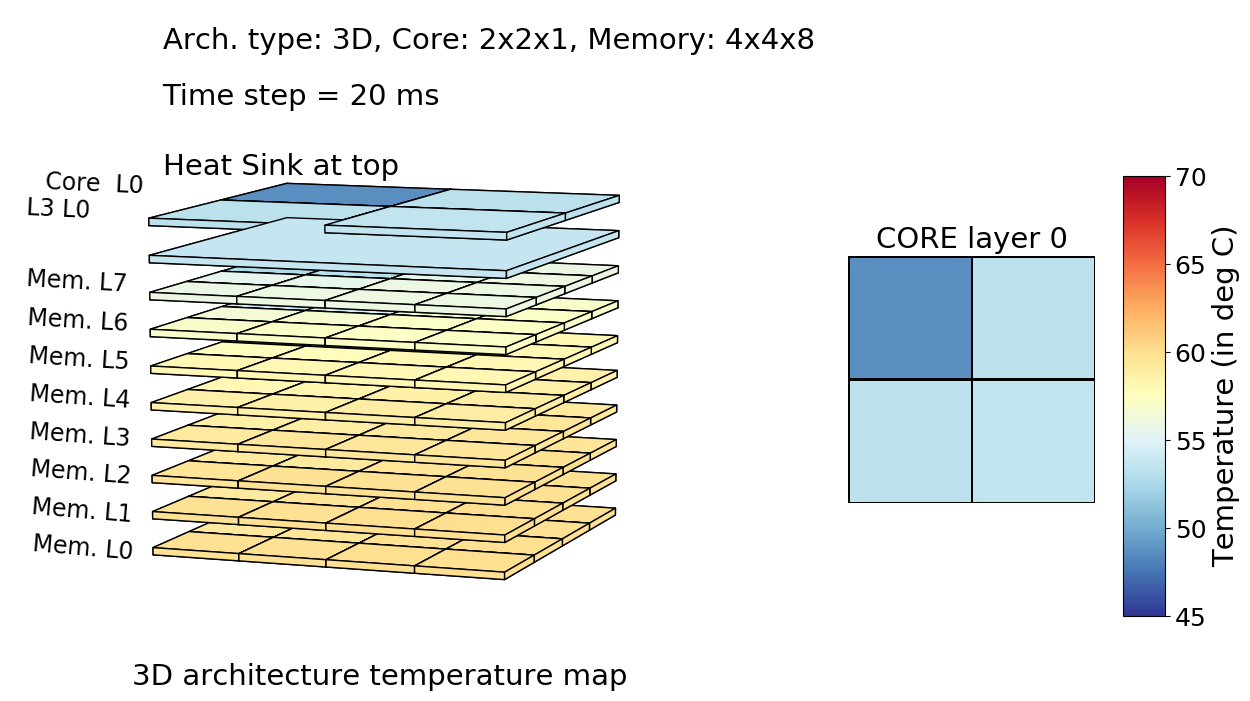 Arch. type: 3D, Core: 2x2x1, Memory: 4x4x8
Time step = 20 ms
Heat Sink at top
Core L0
L3 L0
Mem. L7
Mem. L6
Mem. L5
Mem. L4
Mem. L3
Mem. L2
Mem. L1
Mem. L0
3D architecture temperature map
CORE layer 0
70
65
60
55
50
45
Temperature (in deg C)